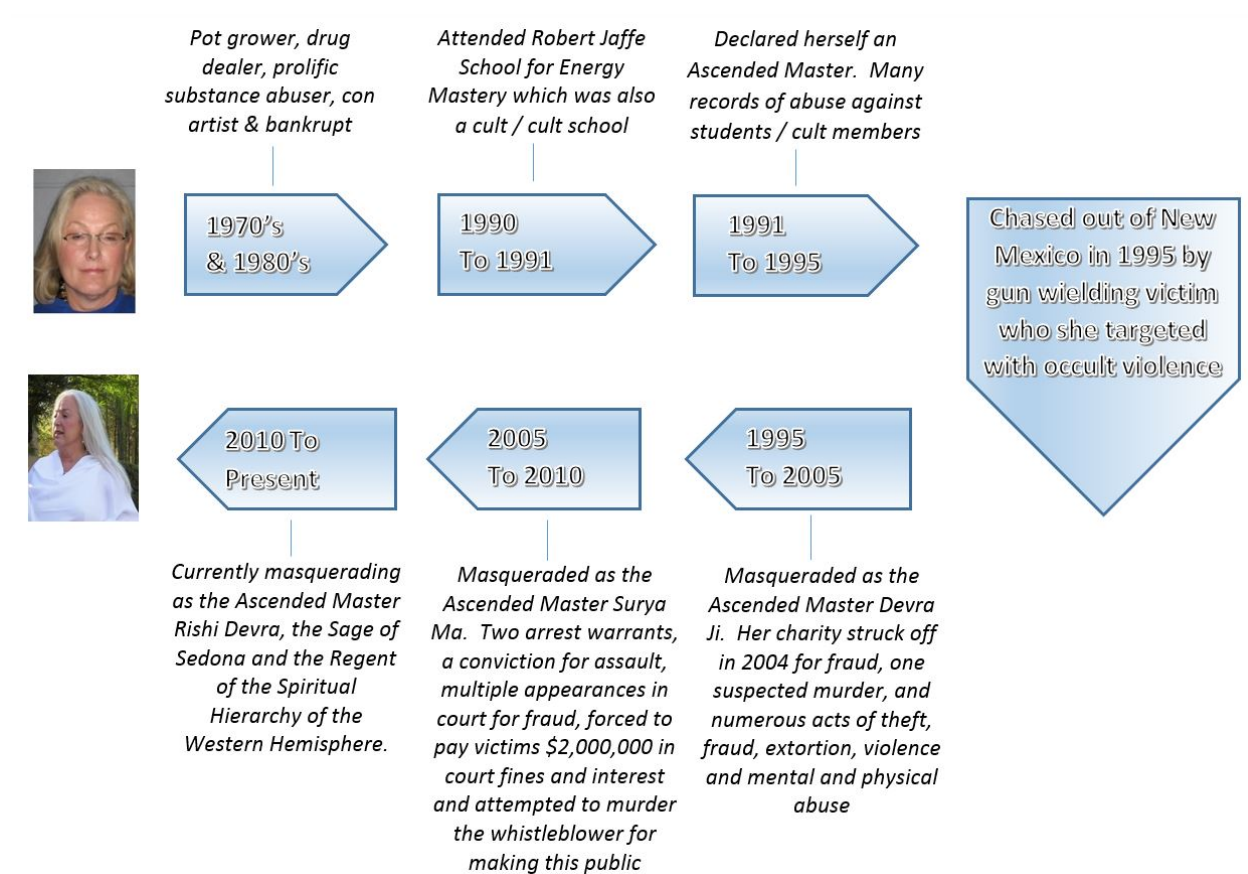 Pot grower, drug
dealer, prolific
substance abuser, con
artist & bankrupt
Attended Robert Jaffe
School for Energy
Mastery which was also
a cult / cult school
Declared herself an
Ascended Master.  Many
records of abuse against
students / cult members
1970's
& 1980's
1990
To 1991
1991
To 1995
Chased out of New
Mexico in 1995 by
gun wielding victim
who she targeted
with occult violence
2010 To
Present
2005
To 2010
1995
To 2005
Currently masquerading
as the Ascended Master
Rishi Devra, the Sage of
Sedona and the Regent
of the Spiritual
Hierarchy of the
Western Hemisphere.
Masqueraded as the
Ascended Master Surya
Ma.  Two arrest warrants,
a conviction for assault,
multiple appearances in
court for fraud, forced to
pay victims $2,000,000 in
court fines and interest
and attempted to murder
the whistleblower for
making this public
Masqueraded as the
Ascended Master Devra
Ji.  Her charity struck off
in 2004 for fraud, one
suspected murder, and
numerous acts of theft,
fraud, extortion, violence
and mental and physical
abuse